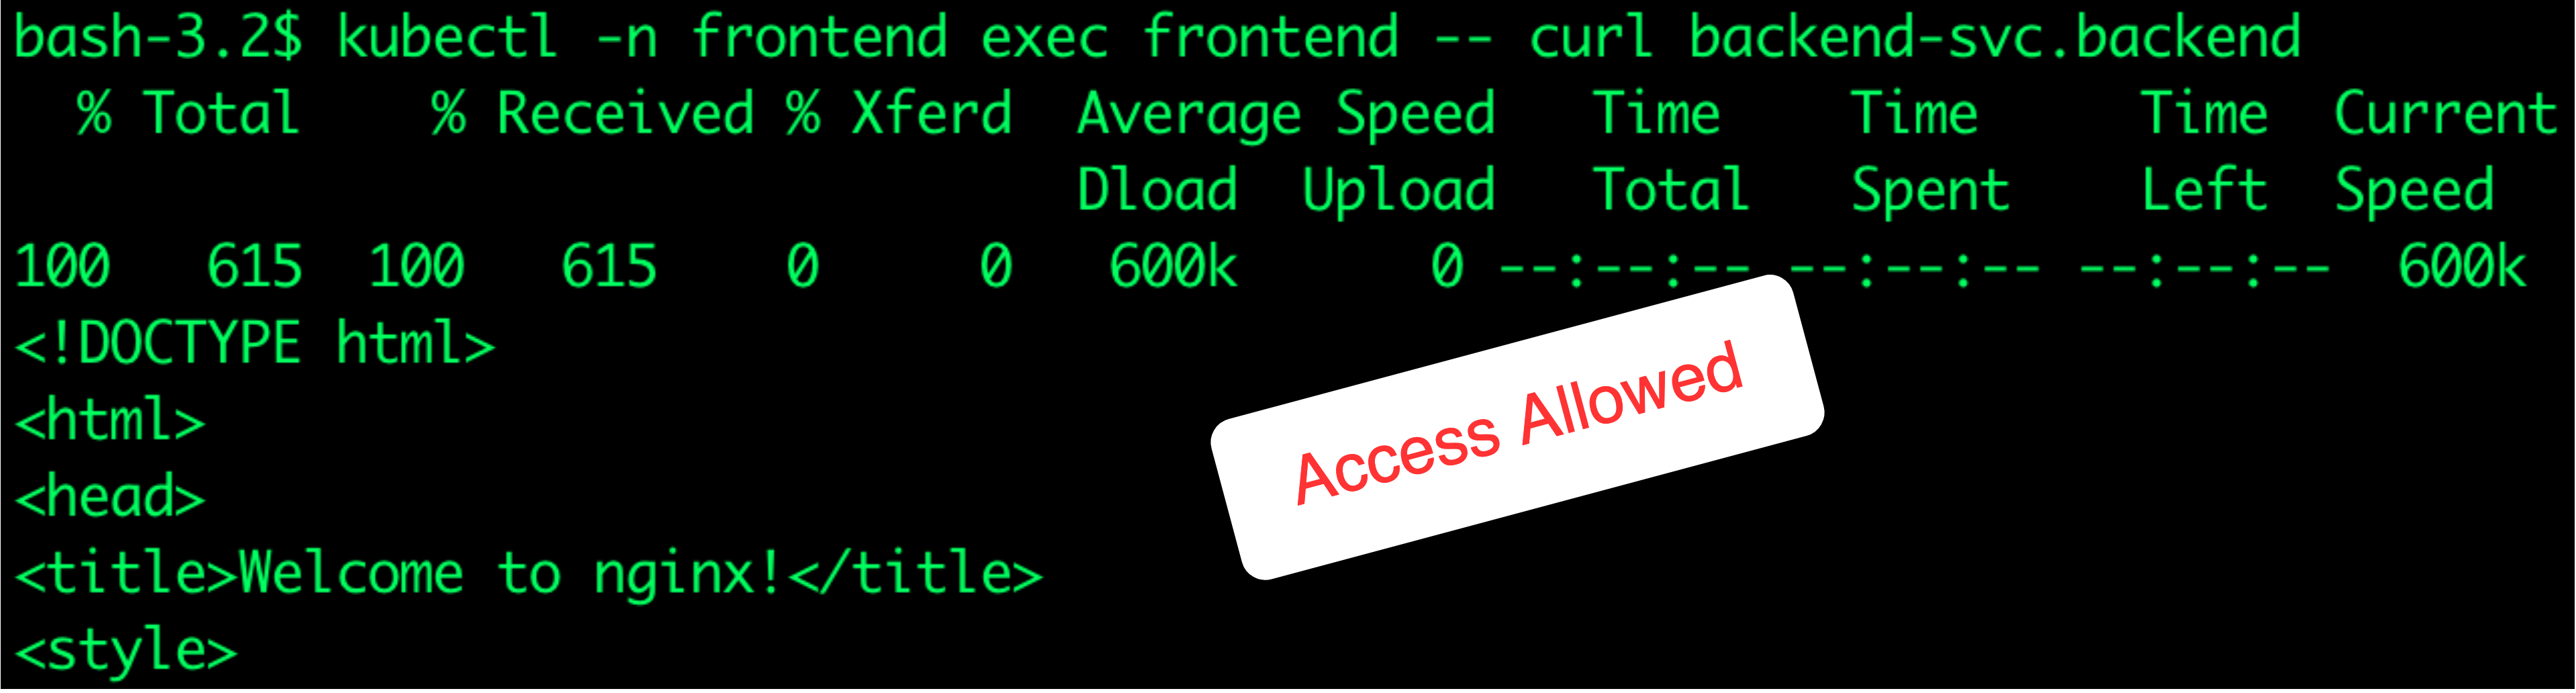 bash-3.2$ kubectl -n frontend exec frontend -- curl backend-svc.backend
  % Total    % Received % Xferd  Average Speed   Time    Time     Time  Current
                                 Dload  Upload   Total   Spent    Left  Speed
100   615  100   615    0     0   600k      0 --:--:-- --:--:-- --:--:--  600k
<!DOCTYPE html>
<html>
<head>
Access Allowed
<title>Welcome to nginx!</title>
<style>